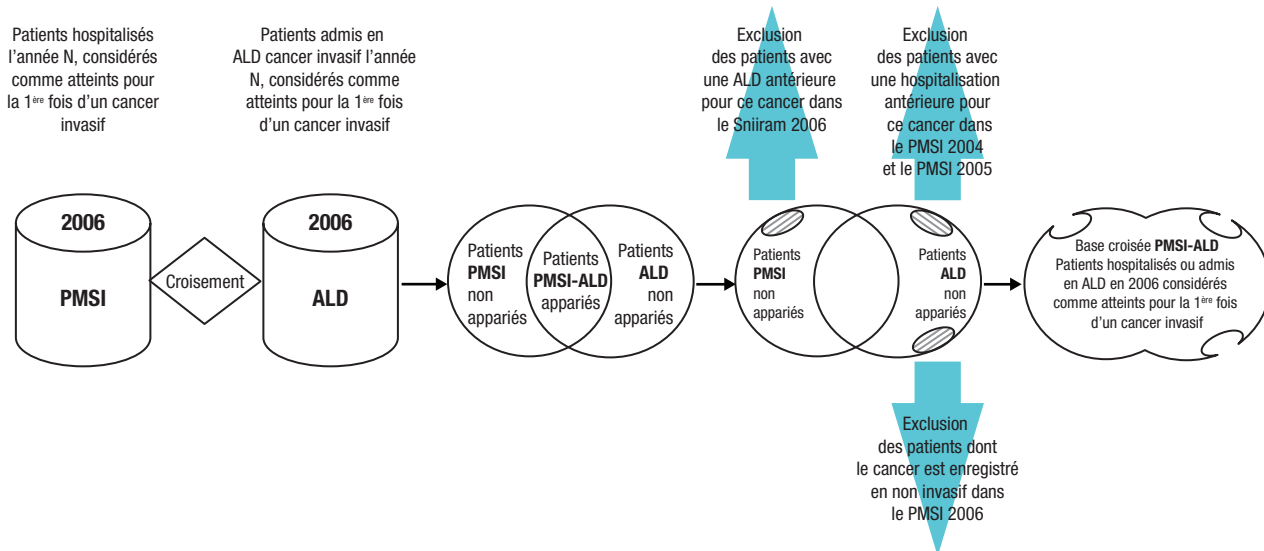 Patients hospitalisés
l'année N, considérés
comme atteints pour
la 1ère fois d'un cancer
invasif
Patients admis en
ALD cancer invasif l'année
N, considérés comme
atteints pour la 1ère fois
d'un cancer invasif
Exclusion
des patients avec
une ALD antérieure
pour ce cancer dans
le Sniiram 2006
Exclusion
des patients avec
une hospitalisation
antérieure pour
ce cancer dans
le PMSI 2004
et le PMSI 2005
2006
PMSI
Croisement
2006
ALD
Patients
PMSI
non
appariés
Patients
PMSI-ALD
appariés
Patients
ALD
non
appariés
Patients
PMSI
non
appariés
Patients
ALD
non
appariés
Base croisée PMSI-ALD
Patients hospitalisés ou admis
en ALD en 2006 considérés
comme atteints pour la 1ère fois
d'un cancer invasif
Exclusion
des patients dont
le cancer est enregistré
en non invasif dans
le PMSI 2006